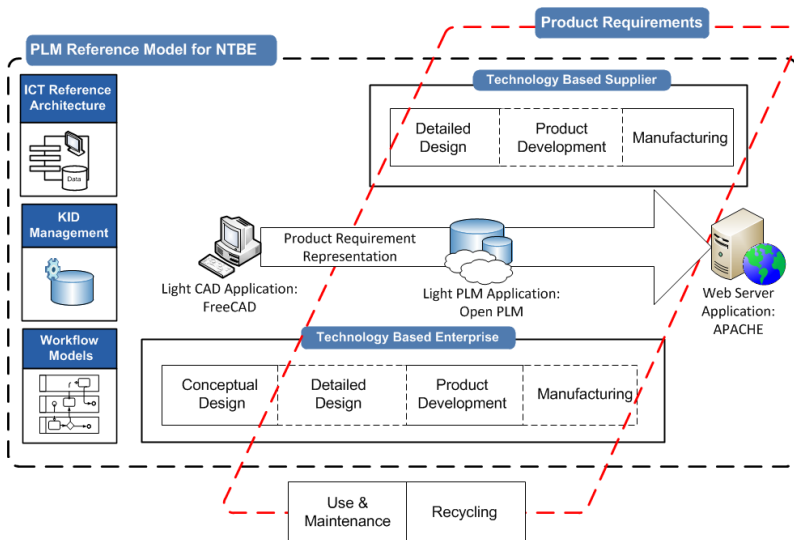 Product Requirements
PLM Reference Model for NTBE
ICT Reference
Architecture
Data
KID
Management
Workflow
Models
Technology Based Supplier
Detailed
Design
Product
Development
Manufacturing
Product Requirement
Representation
Light CAD Application:
FreeCAD
Light PLM Application:
Open PLM
Web Server
Application:
APACHE
Technology Based Enterprise
Conceptual
Design
Detailed
Design
Product
Development
Manufacturing
Use &
Maintenance
Recycling